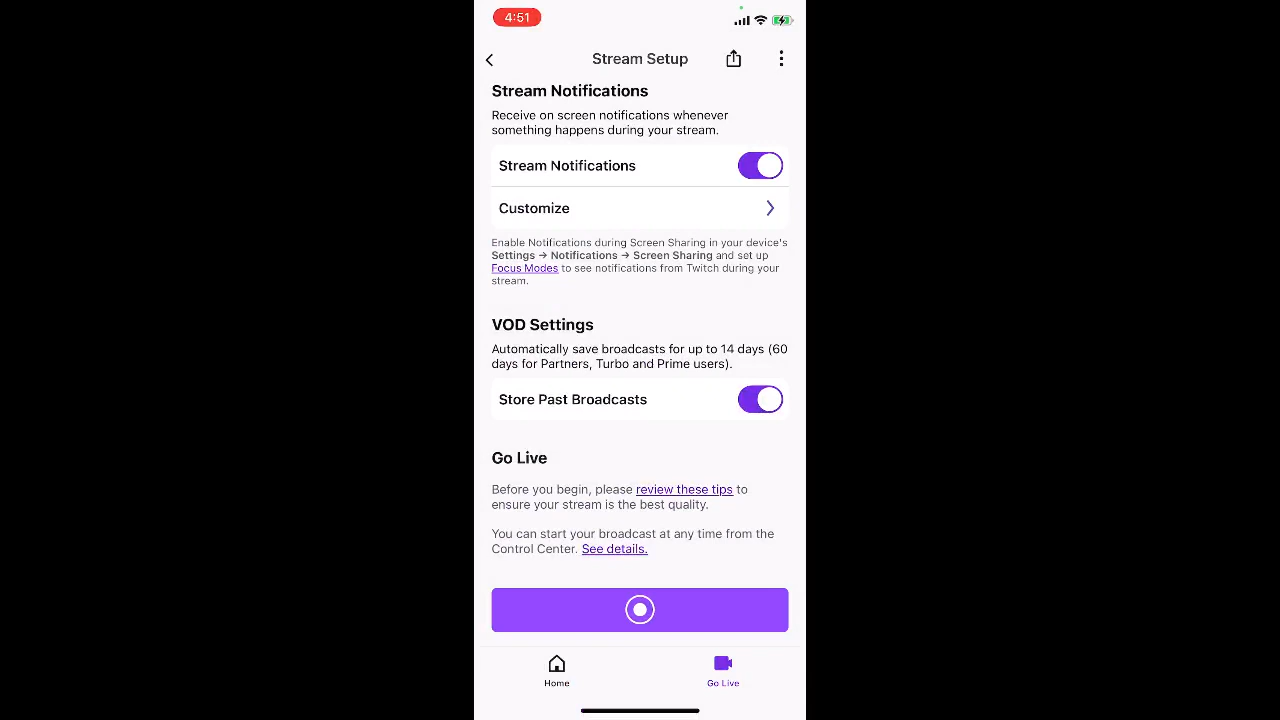 4:51
Stream Setup
Stream Notifications
Receive on screen notifications whenever
something happens during your stream.
Stream Notifications
Customize
Enable Notifications during Screen Sharing in your device's
Settings → Notifications → Screen Sharing and set up
Focus Modes to see notifications from Twitch during your
stream.
VOD Settings
Automatically save broadcasts for up to 14 days (60
days for Partners, Turbo and Prime users).
Store Past Broadcasts
Go Live
Before you begin, please review these tips to
ensure your stream is the best quality.
You can start your broadcast at any time from the
Control Center. See details.
Home
Go Live